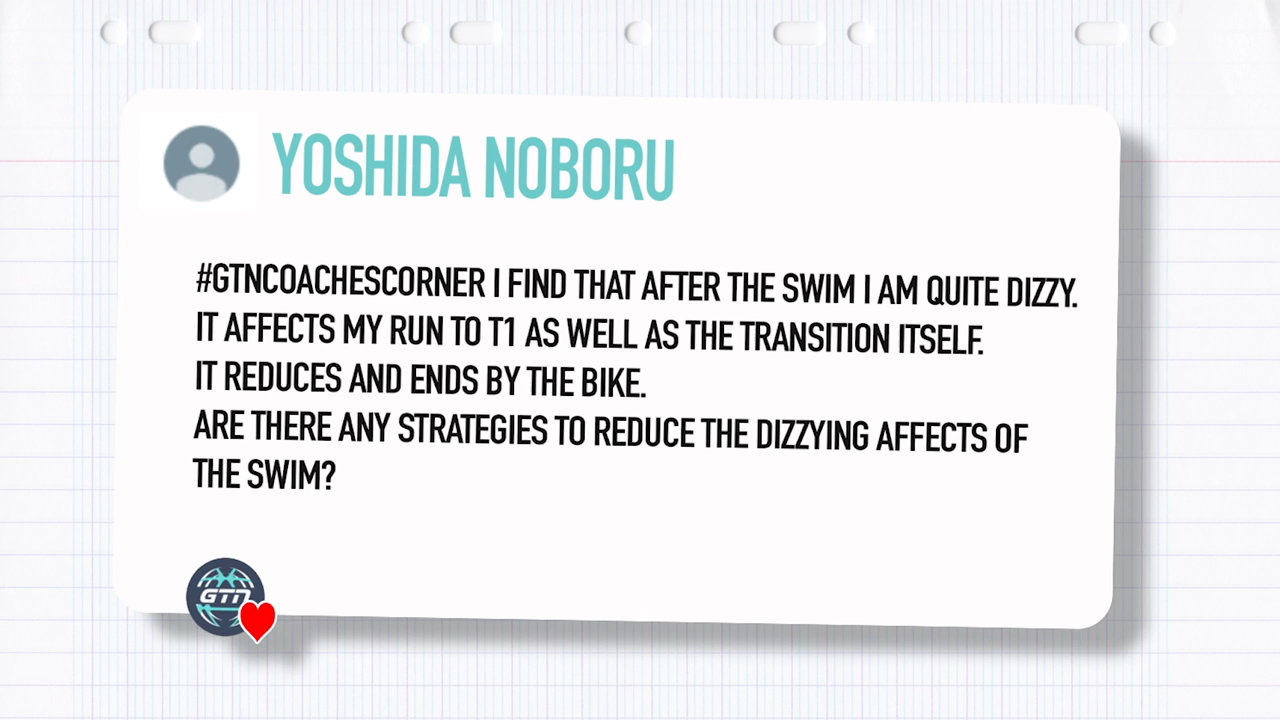 YOSHIDA NOBORU
#GTNCOACHESCORNER I FIND THAT AFTER THE SWIM I AM QUITE DIZZY.
IT AFFECTS MY RUN TO T1 AS WELL AS THE TRANSITION ITSELF.
IT REDUCES AND ENDS BY THE BIKE.
ARE THERE ANY STRATEGIES TO REDUCE THE DIZZYING AFFECTS OF
THE SWIM?
GTN